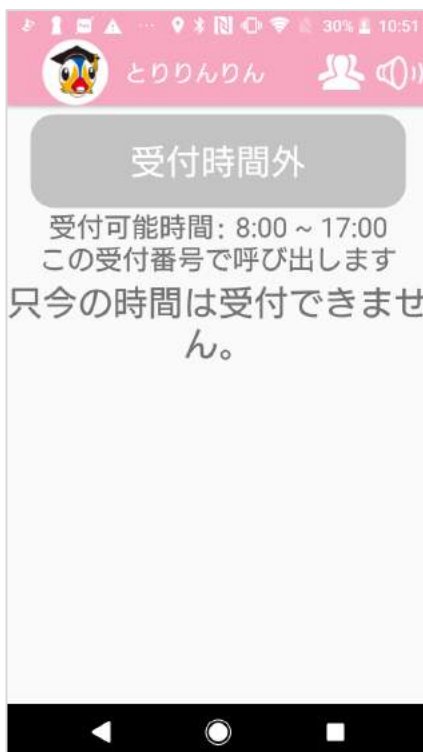 30% 10:51
とりりんりん
受付時間外
受付可能時間: 8:00 ~ 17:00
この受付番号で呼び出します
只今の時間は受付できませ
ん。